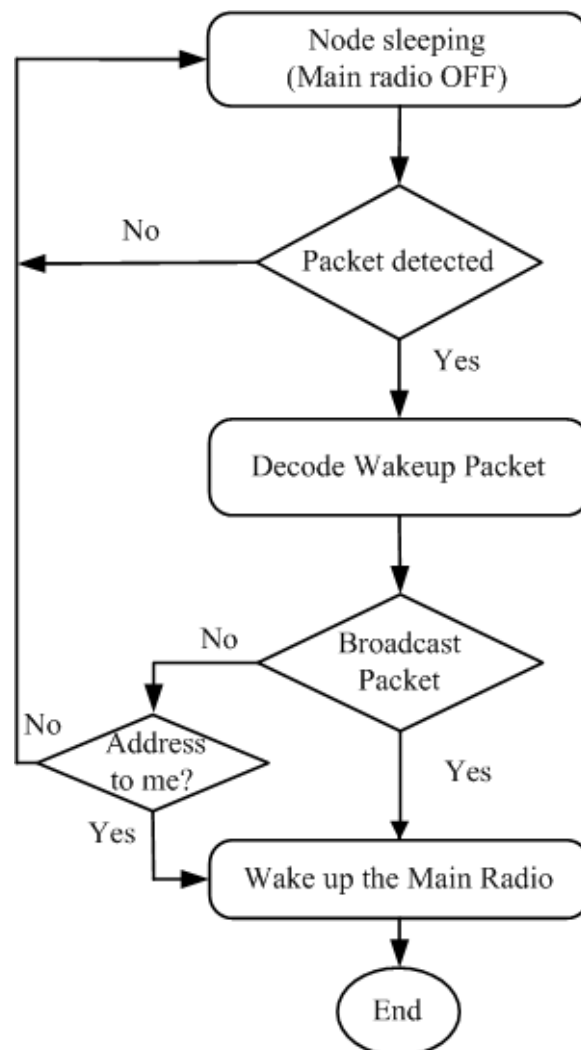 Node sleeping
(Main radio OFF)
No
Packet detected
Yes
Decode Wakeup Packet
No
Broadcast
Packet
No
Address
to me?
Yes
Yes
Wake up the Main Radio
End